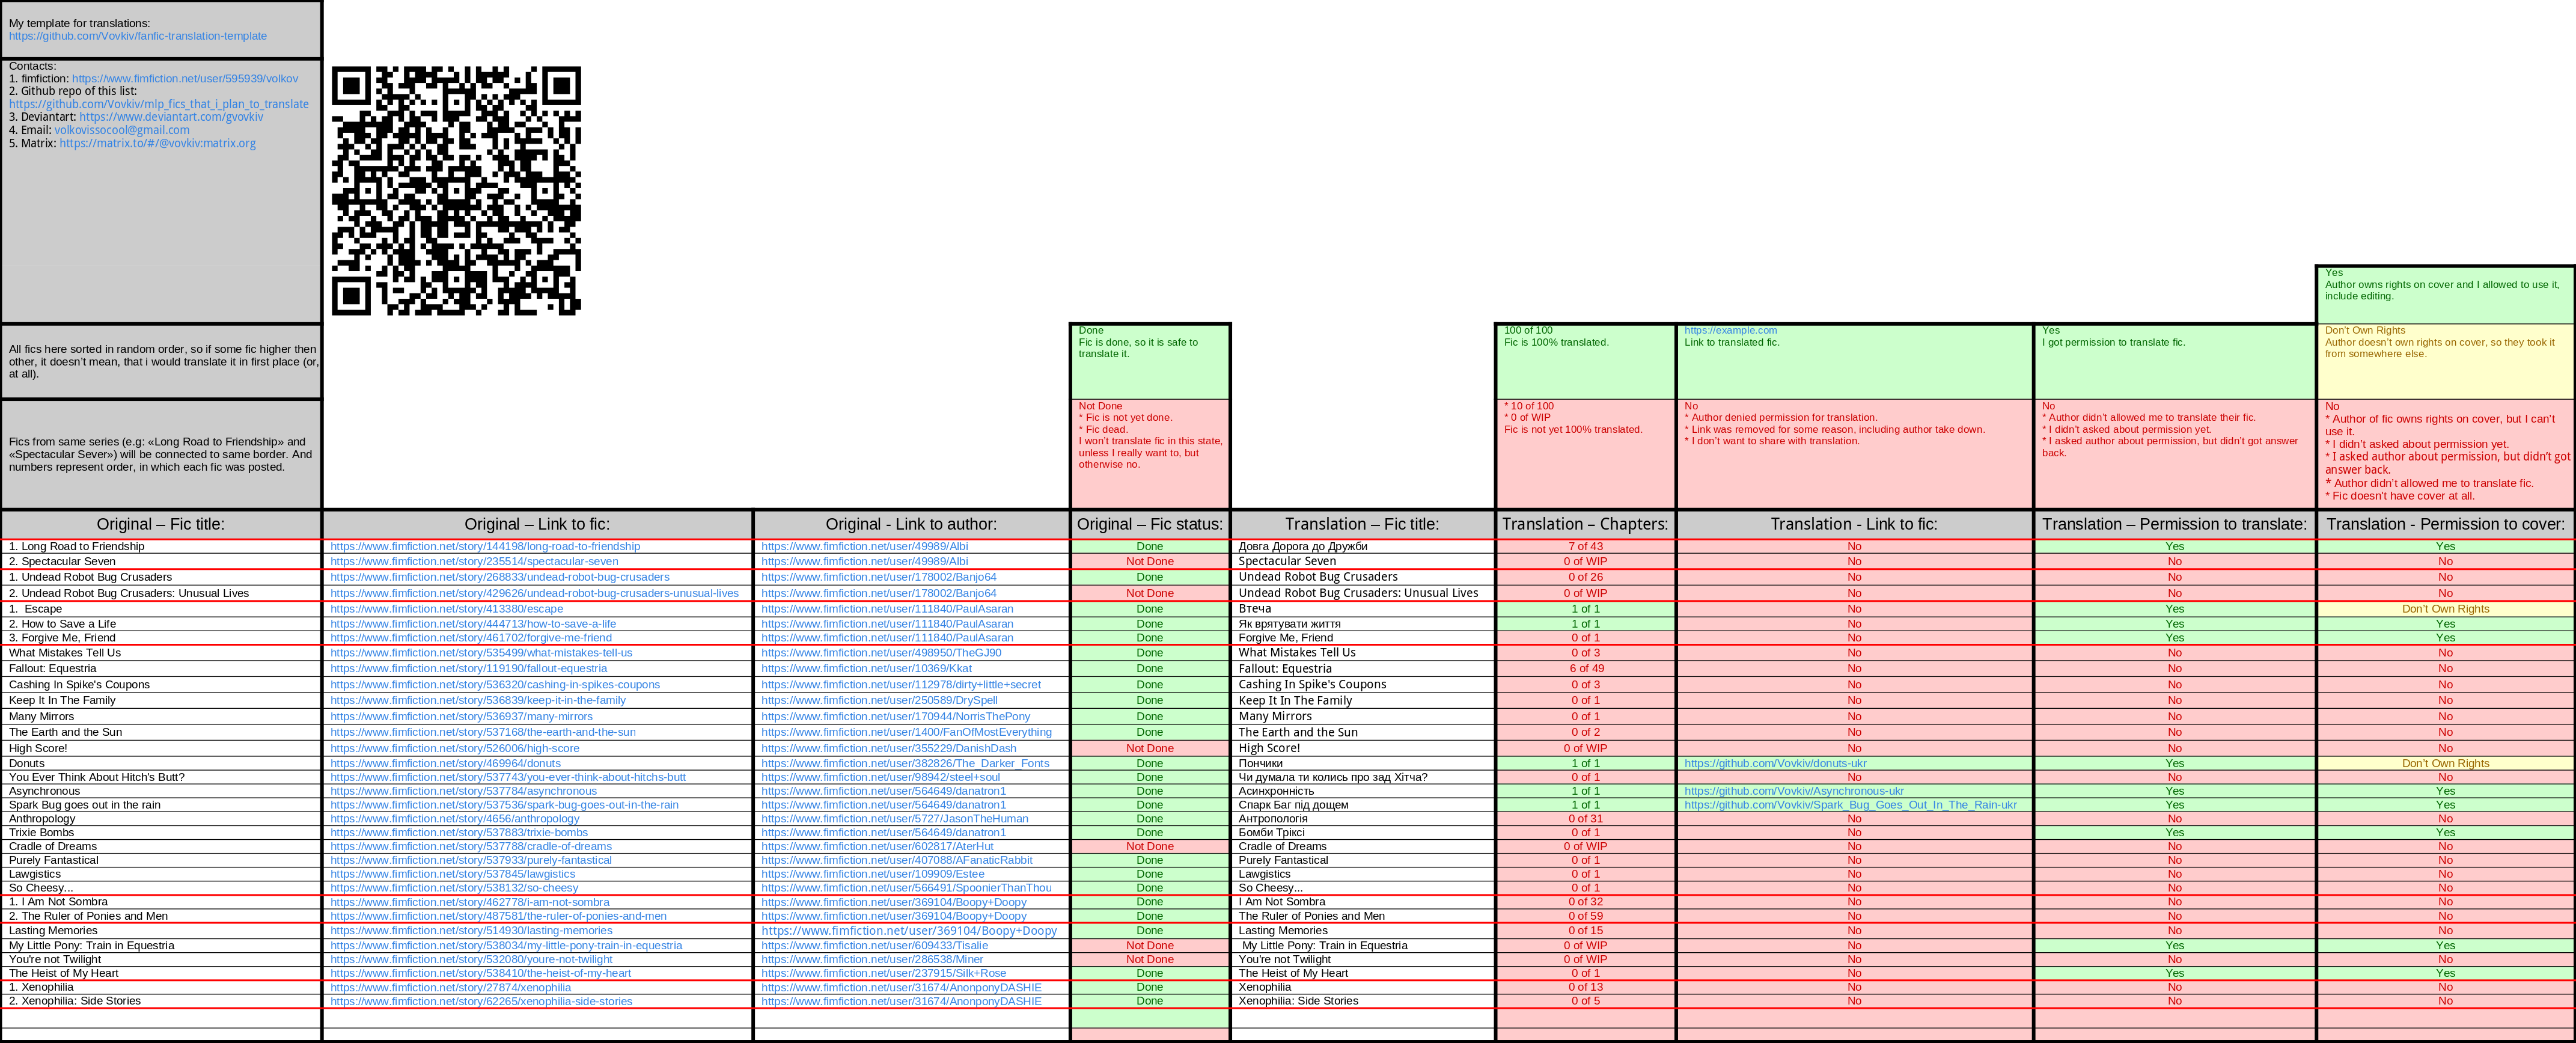 My template for translations:
https://github.com/Vovkiv/fanfic-translation-template
Contacts:
1. fimfiction: https://www.fimfiction.net/user/595939/volkov
2. Github repo of this list:
https://github.com/Vovkiv/mlp_fics_that_i_plan_to_translate
3. Deviantart: https://www.deviantart.com/gvovkiv
4. Email: volkovissocool@gmail.com
5. Matrix: https://matrix.to/#/@vovkiv:matrix.org
All fics here sorted in random order, so if some fic higher then
other, it doesn't mean, that i would translate it in first place (or,
at all).
Fics from same series (e.g: «Long Road to Friendship» and
«Spectacular Sever») will be connected to same border. And
numbers represent order, in which each fic was posted.
Done
Fic is done, so it is safe to
translate it.
Not Done
* Fic is not yet done.
* Fic dead.
I won't translate fic in this state,
unless I really want to, but
otherwise no.
100 of 100
Fic is 100% translated.
* 10 of 100
* 0 of WIP
Fic is not yet 100% translated.
https://example.com
Link to translated fic.
No
* Author denied permission for translation.
* Link was removed for some reason, including author take down.
* I don't want to share with translation.
Yes
I got permission to translate fic.
No
* Author didn't allowed me to translate their fic.
* I didn't asked about permission yet.
* I asked author about permission, but didn't got answer
back.
Yes
Author owns rights on cover and I allowed to use it,
include editing.
Don't Own Rights
Author doesn't own rights on cover, so they took it
from somewhere else.
No
* Author of fic owns rights on cover, but I can't
use it.
* I didn't asked about permission yet.
* I asked author about permission, but didn't got
answer back.
* Author didn't allowed me to translate fic.
* Fic doesn't have cover at all.
Original – Fic title: Original – Link to fic: Original - Link to author: Original – Fic status: Translation – Fic title: Translation – Chapters: Translation - Link to fic: Translation – Permission to translate: Translation - Permission to cover:
1. Long Road to Friendship https://www.fimfiction.net/story/144198/long-road-to-friendship https://www.fimfiction.net/user/49989/Albi Done Довга Дорога до Дружби 7 of 43 No Yes Yes
2. Spectacular Seven https://www.fimfiction.net/story/235514/spectacular-seven https://www.fimfiction.net/user/49989/Albi Not Done Spectacular Seven 0 of WIP No No No
1. Undead Robot Bug Crusaders https://www.fimfiction.net/story/268833/undead-robot-bug-crusaders https://www.fimfiction.net/user/178002/Banjo64 Done Undead Robot Bug Crusaders 0 of 26 No No No
2. Undead Robot Bug Crusaders: Unusual Lives https://www.fimfiction.net/story/429626/undead-robot-bug-crusaders-unusual-lives https://www.fimfiction.net/user/178002/Banjo64 Not Done Undead Robot Bug Crusaders: Unusual Lives 0 of WIP No No No
1. Escape https://www.fimfiction.net/story/413380/escape https://www.fimfiction.net/user/111840/PaulAsaran Done Втеча 1 of 1 No Yes Don't Own Rights
2. How to Save a Life https://www.fimfiction.net/story/444713/how-to-save-a-life https://www.fimfiction.net/user/111840/PaulAsaran Done Як врятувати життя 1 of 1 No Yes Yes
3. Forgive Me, Friend https://www.fimfiction.net/story/461702/forgive-me-friend https://www.fimfiction.net/user/111840/PaulAsaran Done Forgive Me, Friend 0 of 1 No Yes Yes
What Mistakes Tell Us https://www.fimfiction.net/story/535499/what-mistakes-tell-us https://www.fimfiction.net/user/498950/TheGJ90 Done What Mistakes Tell Us 0 of 3 No No No
Fallout: Equestria https://www.fimfiction.net/story/119190/fallout-equestria https://www.fimfiction.net/user/10369/Kkat Done Fallout: Equestria 6 of 49 No No No
Cashing In Spike's Coupons https://www.fimfiction.net/story/536320/cashing-in-spikes-coupons https://www.fimfiction.net/user/112978/dirty+little+secret Done Cashing In Spike's Coupons 0 of 3 No No No
Keep It In The Family https://www.fimfiction.net/story/536839/keep-it-in-the-family https://www.fimfiction.net/user/250589/DrySpell Done Keep It In The Family 0 of 1 No No No
Many Mirrors https://www.fimfiction.net/story/536937/many-mirrors https://www.fimfiction.net/user/170944/NorrisThePony Done Many Mirrors 0 of 1 No No No
The Earth and the Sun https://www.fimfiction.net/story/537168/the-earth-and-the-sun https://www.fimfiction.net/user/1400/FanOfMostEverything Done The Earth and the Sun 0 of 2 No No No
High Score! https://www.fimfiction.net/story/526006/high-score https://www.fimfiction.net/user/355229/DanishDash Not Done High Score! 0 of WIP No No No
Donuts https://www.fimfiction.net/story/469964/donuts https://www.fimfiction.net/user/382826/The_Darker_Fonts Done Пончики 1 of 1 https://github.com/Vovkiv/donuts-ukr Yes Don't Own Rights
You Ever Think About Hitch's Butt? https://www.fimfiction.net/story/537743/you-ever-think-about-hitchs-butt https://www.fimfiction.net/user/98942/steel+soul Done Чи думала ти колись про зад Хітча? 0 of 1 No No No
Asynchronous https://www.fimfiction.net/story/537784/asynchronous https://www.fimfiction.net/user/564649/danatron1 Done Асинхронність 1 of 1 https://github.com/Vovkiv/Asynchronous-ukr Yes Yes
Spark Bug goes out in the rain https://www.fimfiction.net/story/537536/spark-bug-goes-out-in-the-rain https://www.fimfiction.net/user/564649/danatron1 Done Спарк Баг під дощем 1 of 1 https://github.com/Vovkiv/Spark_Bug_Goes_Out_In_The_Rain-ukr Yes Yes
Anthropology https://www.fimfiction.net/story/4656/anthropology https://www.fimfiction.net/user/5727/JasonTheHuman Done Антропологія 0 of 31 No No No
Trixie Bombs https://www.fimfiction.net/story/537883/trixie-bombs https://www.fimfiction.net/user/564649/danatron1 Done Бомби Тріксі 0 of 1 No Yes Yes
Cradle of Dreams https://www.fimfiction.net/story/537788/cradle-of-dreams https://www.fimfiction.net/user/602817/AterHut Not Done Cradle of Dreams 0 of WIP No No No
Purely Fantastical https://www.fimfiction.net/story/537933/purely-fantastical https://www.fimfiction.net/user/407088/AFanaticRabbit Done Purely Fantastical 0 of 1 No No No
Lawgistics https://www.fimfiction.net/story/537845/lawgistics https://www.fimfiction.net/user/109909/Estee Done Lawgistics 0 of 1 No No No
So Cheesy... https://www.fimfiction.net/story/538132/so-cheesy https://www.fimfiction.net/user/566491/SpoonierThanThou Done So Cheesy... 0 of 1 No No No
1. I Am Not Sombra https://www.fimfiction.net/story/462778/i-am-not-sombra https://www.fimfiction.net/user/369104/Boopy+Doopy Done I Am Not Sombra 0 of 32 No No No
2. The Ruler of Ponies and Men https://www.fimfiction.net/story/487581/the-ruler-of-ponies-and-men https://www.fimfiction.net/user/369104/Boopy+Doopy Done The Ruler of Ponies and Men 0 of 59 No No No
Lasting Memories https://www.fimfiction.net/story/514930/lasting-memories https://www.fimfiction.net/user/369104/Boopy+Doopy Done Lasting Memories 0 of 15 No No No
My Little Pony: Train in Equestria https://www.fimfiction.net/story/538034/my-little-pony-train-in-equestria https://www.fimfiction.net/user/609433/Tisalie Not Done My Little Pony: Train in Equestria 0 of WIP No Yes Yes
You're not Twilight https://www.fimfiction.net/story/532080/youre-not-twilight https://www.fimfiction.net/user/286538/Miner Not Done You're not Twilight 0 of WIP No No No
The Heist of My Heart https://www.fimfiction.net/story/538410/the-heist-of-my-heart https://www.fimfiction.net/user/237915/Silk+Rose Done The Heist of My Heart 0 of 1 No Yes Yes
1. Xenophilia https://www.fimfiction.net/story/27874/xenophilia https://www.fimfiction.net/user/31674/AnonponyDASHIE Done Xenophilia 0 of 13 No No No
2. Xenophilia: Side Stories https://www.fimfiction.net/story/62265/xenophilia-side-stories https://www.fimfiction.net/user/31674/AnonponyDASHIE Done Xenophilia: Side Stories 0 of 5 No No No